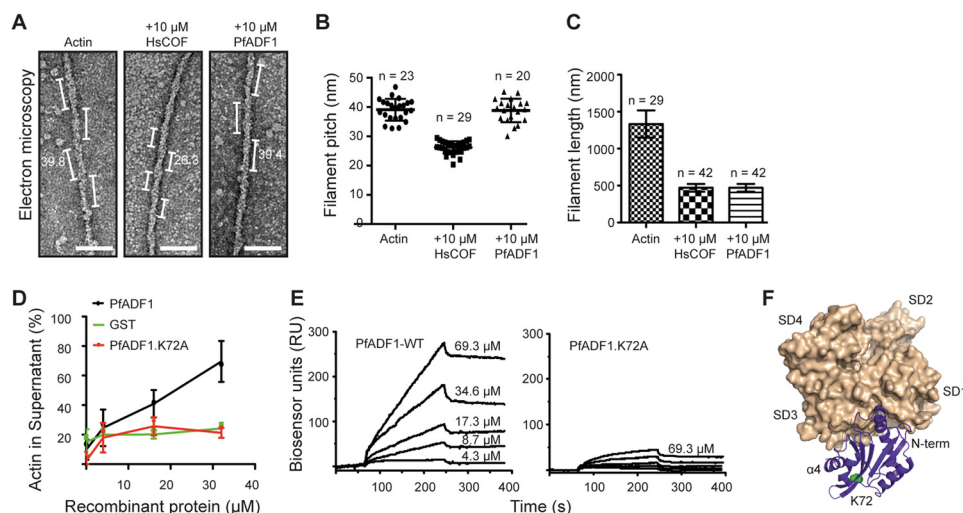 A
Actin
+10 µM
HsCOF
+10 µM
PfADF1
Electron microscopy
39.8
26.3
39.4
B
Filament pitch (nm)
50
40
30
20
10
0
n = 23
n = 29
n = 20
Actin
+10 µM
HsCOF
+10 µM
PfADF1
C
Filament length (nm)
2000
1500
1000
500
0
n = 29
n = 42
n = 42
Actin
+10 µM
HsCOF
+10 µM
PfADF1
D
PfADF1
GST
PfADF1.K72A
Actin in Supernatant (%)
100
80
60
40
20
0
0 10 20 30 40
Recombinant protein (µM)
E
Biosensor units (RU)
300
200
100
0
PfADF1-WT
69.3 µM
34.6 µM
17.3 µM
8.7 µM
4.3 µM
0 100 200 300 400
300
200
100
0
PfADF1.K72A
69.3 µM
0 100 200 300 400
Time (s)
F
SD2
SD4
SD1
SD3
N-term
α4
K72